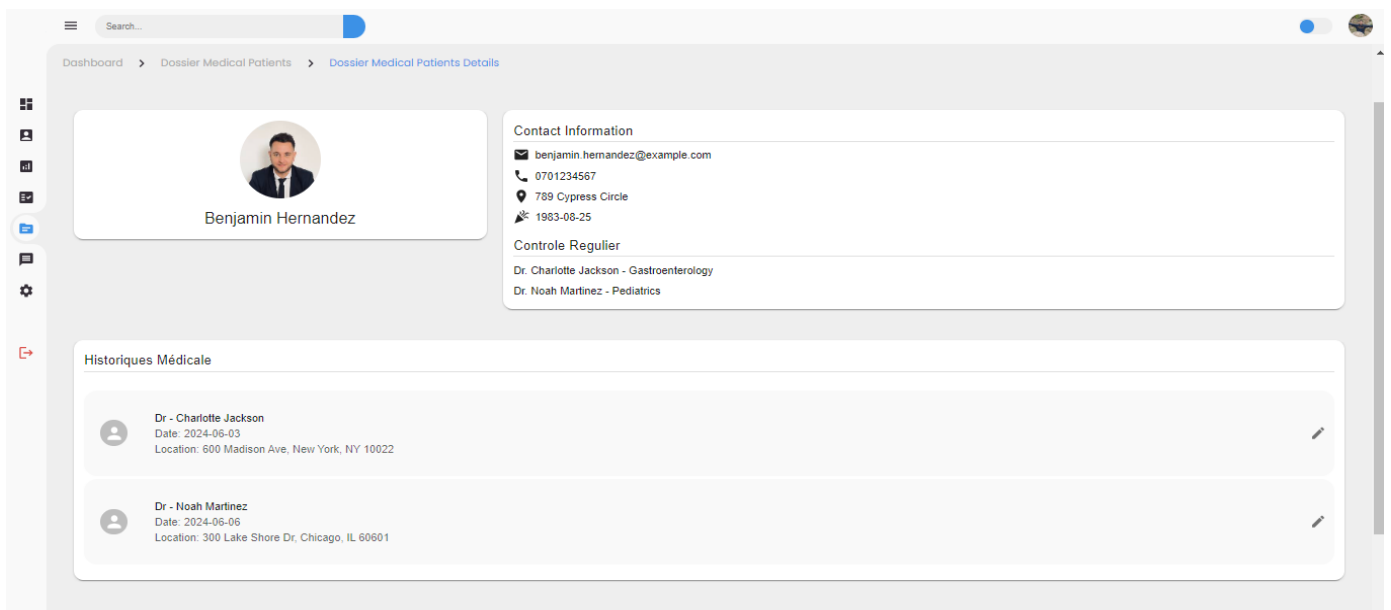 Search...
Dashboard > Dossier Medical Patients > Dossier Medical Patients Details
Benjamin Hernandez
Contact Information
benjamin.hernandez@example.com
0701234567
789 Cypress Circle
1983-08-25
Controle Regulier
Dr. Charlotte Jackson - Gastroenterology
Dr. Noah Martinez - Pediatrics
Historiques Médicale
Dr - Charlotte Jackson
Date: 2024-06-03
Location: 600 Madison Ave, New York, NY 10022
Dr - Noah Martinez
Date: 2024-06-06
Location: 300 Lake Shore Dr, Chicago, IL 60601